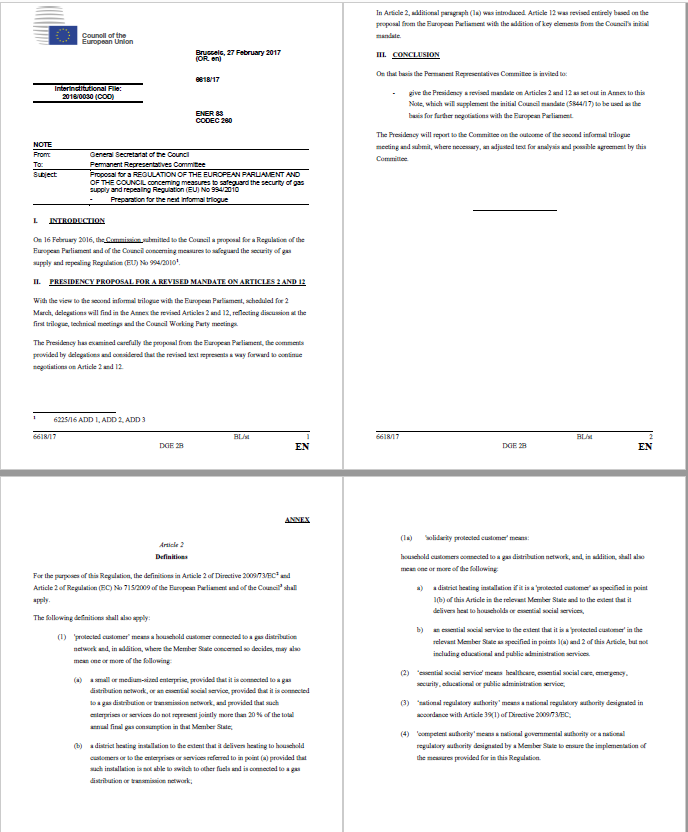 Council of the
European Union
Brussels, 27 February 2017
(OR. en)
6618/17
Interinstitutional File:
2016/0030 (COD)
ENER 83
CODEC 260
NOTE
From: General Secretariat of the Council
To: Permanent Representatives Committee
Subject: Proposal for a REGULATION OF THE EUROPEAN PARLIAMENT AND
OF THE COUNCIL concerning measures to safeguard the security of gas
supply and repealing Regulation (EU) No 994/2010
- Preparation for the next informal trilogue
I. INTRODUCTION
On 16 February 2016, the Commission submitted to the Council a proposal for a Regulation of the
European Parliament and of the Council concerning measures to safeguard the security of gas
supply and repealing Regulation (EU) No 994/2010¹.
II. PRESIDENCY PROPOSAL FOR A REVISED MANDATE ON ARTICLES 2 AND 12
With the view to the second informal trilogue with the European Parliament, scheduled for 2
March, delegations will find in the Annex the revised Articles 2 and 12, reflecting discussion at the
first trilogue, technical meetings and the Council Working Party meetings.
The Presidency has examined carefully the proposal from the European Parliament, the comments
provided by delegations and considered that the revised text represents a way forward to continue
negotiations on Article 2 and 12.
1 6225/16 ADD 1, ADD 2, ADD 3
6618/17 BL/st 1
DGE 2B EN
In Article 2, additional paragraph (1a) was introduced. Article 12 was revised entirely based on the
proposal from the European Parliament with the addition of key elements from the Council's initial
mandate.
III. CONCLUSION
On that basis the Permanent Representatives Committee is invited to:
- give the Presidency a revised mandate on Articles 2 and 12 as set out in Annex to this
Note, which will supplement the initial Council mandate (5844/17) to be used as the
basis for further negotiations with the European Parliament.
The Presidency will report to the Committee on the outcome of the second informal trilogue
meeting and submit, where necessary, an adjusted text for analysis and possible agreement by this
Committee.
6618/17 BL/st 2
DGE 2B EN
ANNEX
Article 2
Definitions
For the purposes of this Regulation, the definitions in Article 2 of Directive 2009/73/EC² and
Article 2 of Regulation (EC) No 715/2009 of the European Parliament and of the Council³ shall
apply.
The following definitions shall also apply:
(1) 'protected customer' means a household customer connected to a gas distribution
network and, in addition, where the Member State concerned so decides, may also
mean one or more of the following:
(a) a small or medium-sized enterprise, provided that it is connected to a gas
distribution network, or an essential social service, provided that it is connected
to a gas distribution or transmission network, and provided that such
enterprises or services do not represent jointly more than 20 % of the total
annual final gas consumption in that Member State;
(b) a district heating installation to the extent that it delivers heating to household
customers or to the enterprises or services referred to in point (a) provided that
such installation is not able to switch to other fuels and is connected to a gas
distribution or transmission network;
(1a) 'solidarity protected customer' means:
household customers connected to a gas distribution network, and, in addition, shall also
mean one or more of the following:
a) a district heating installation if it is a 'protected customer' as specified in point
1(b) of this Article in the relevant Member State and to the extent that it
delivers heat to households or essential social services,
b) an essential social service to the extent that it is a 'protected customer' in the
relevant Member State as specified in points 1(a) and 2 of this Article, but not
including educational and public administration services.
(2) 'essential social service' means healthcare, essential social care, emergency,
security, educational or public administration service,
(3) 'national regulatory authority' means a national regulatory authority designated in
accordance with Article 39(1) of Directive 2009/73/EC;
(4) 'competent authority' means a national governmental authority or a national
regulatory authority designated by a Member State to ensure the implementation of
the measures provided for in this Regulation.